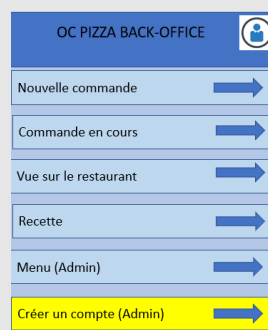 OC PIZZA BACK-OFFICE
Nouvelle commande
Commande en cours
Vue sur le restaurant
Recette
Menu (Admin)
Créer un compte (Admin)